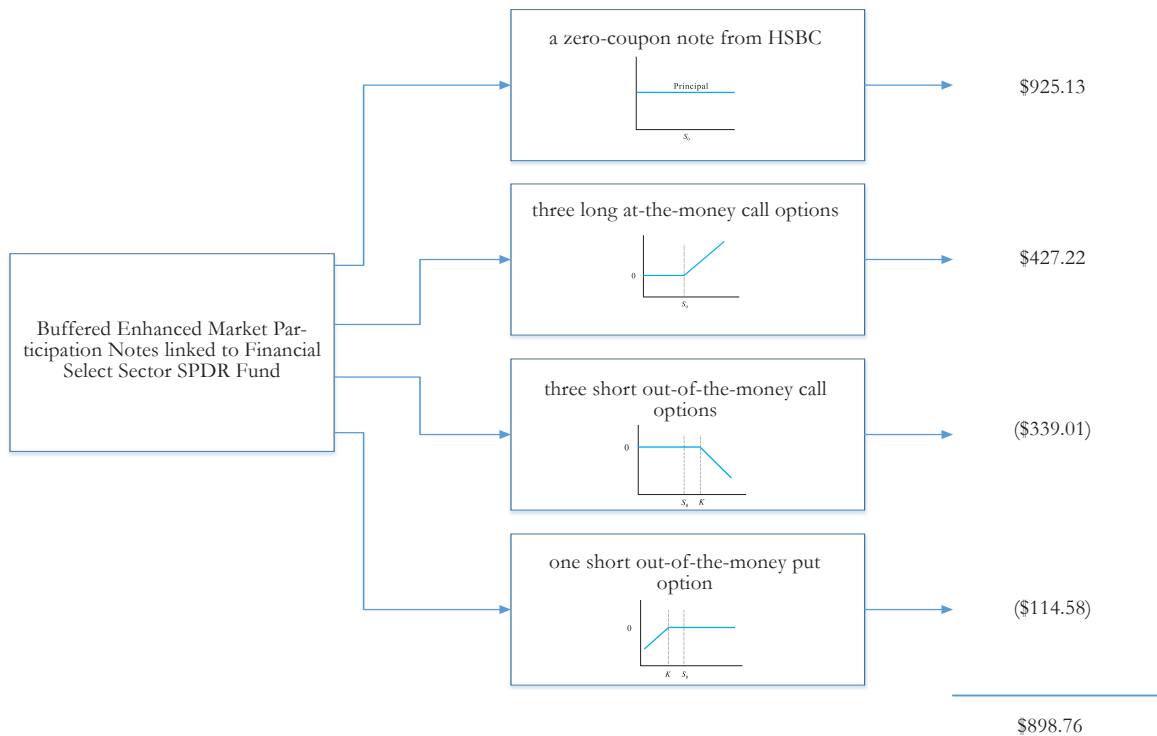 a zero-coupon note from HSBC
Principal
S₀
$925.13
three long at-the-money call options
0
S₀
$427.22
Buffered Enhanced Market Par-
ticipation Notes linked to Financial
Select Sector SPDR Fund
three short out-of-the-money call
options
0
S₀ K
($339.01)
one short out-of-the-money put
option
0
K S₀
($114.58)
$898.76